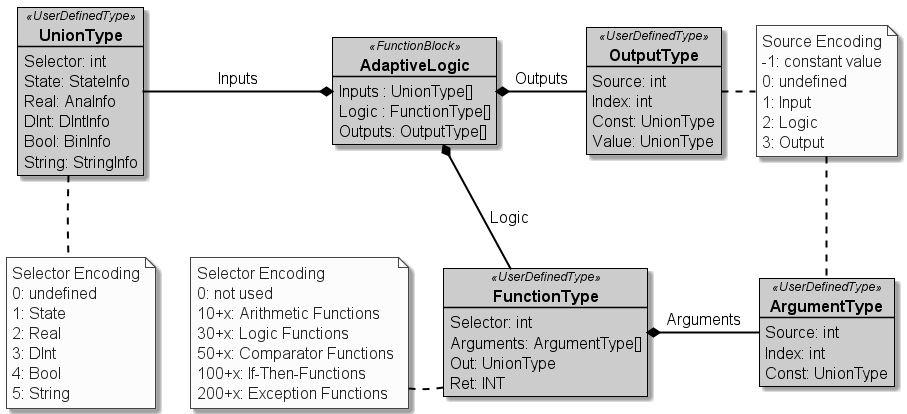 «UserDefinedType»
UnionType
Selector: int
State: StateInfo
Real: AnaInfo
DInt: DIntInfo
Bool: BinInfo
String: StringInfo
Inputs
«FunctionBlock»
AdaptiveLogic
Inputs : UnionType[]
Logic : FunctionType[]
Outputs: OutputType[]
Outputs
«UserDefinedType»
OutputType
Source: int
Index: int
Const: UnionType
Value: UnionType
Source Encoding
-1: constant value
0: undefined
1: Input
2: Logic
3: Output
Logic
Selector Encoding
0: undefined
1: State
2: Real
3: DInt
4: Bool
5: String
Selector Encoding
0: not used
10+x: Arithmetic Functions
30+x: Logic Functions
50+x: Comparator Functions
100+x: If-Then-Functions
200+x: Exception Functions
«UserDefinedType»
FunctionType
Selector: int
Arguments: ArgumentType[]
Out: UnionType
Ret: INT
Arguments
«UserDefinedType»
ArgumentType
Source: int
Index: int
Const: UnionType